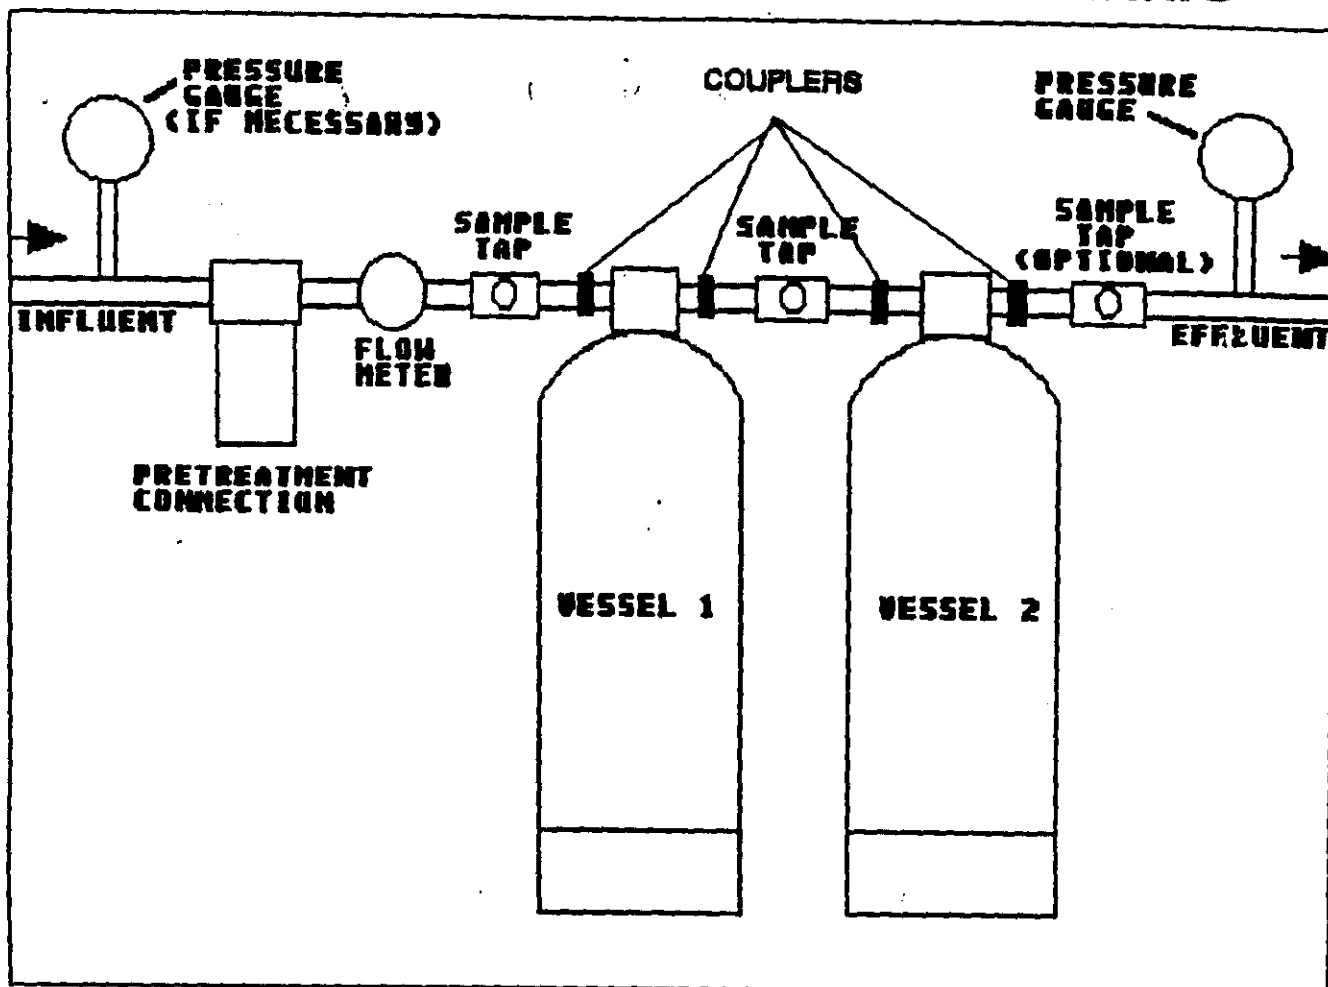 PRESSURE
GAUGE
(IF NECESSARY)
COUPLERS
PRESSURE
GAUGE
SAMPLE
TAP
SAMPLE
TAP
SAMPLE
TAP
(OPTIONAL)
INFLUENT
FLOW
METER
EFFLUENT
PRETREATMENT
CONNECTION
VESSEL 1
VESSEL 2